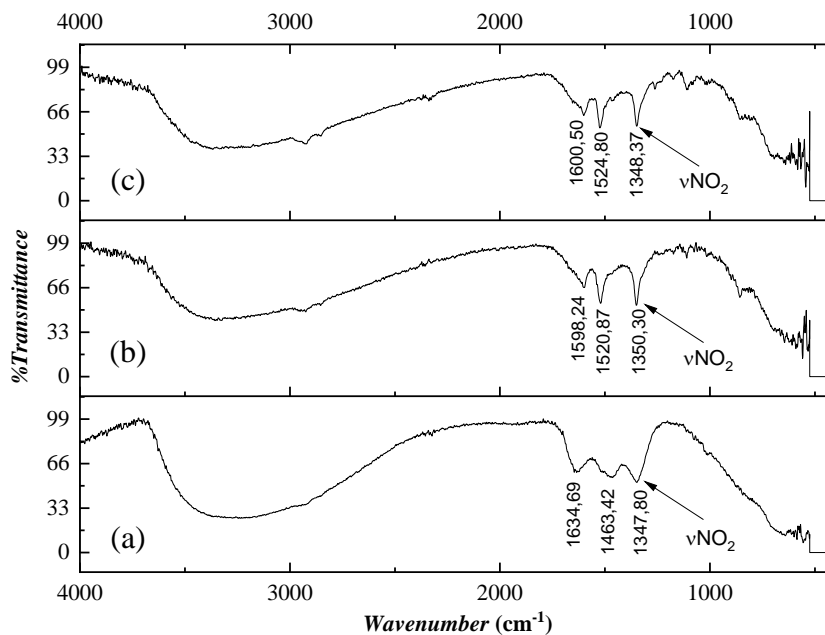 4000 3000 2000 1000
99
66
33
0
(c)
1600,50
1524,80
1348,37
νNO₂
%Transmittance
99
66
33
0
(b)
1598,24
1520,87
1350,30
νNO₂
99
66
33
0
(a)
1634,69
1463,42
1347,80
νNO₂
4000 3000 2000 1000
Wavenumber (cm⁻¹)